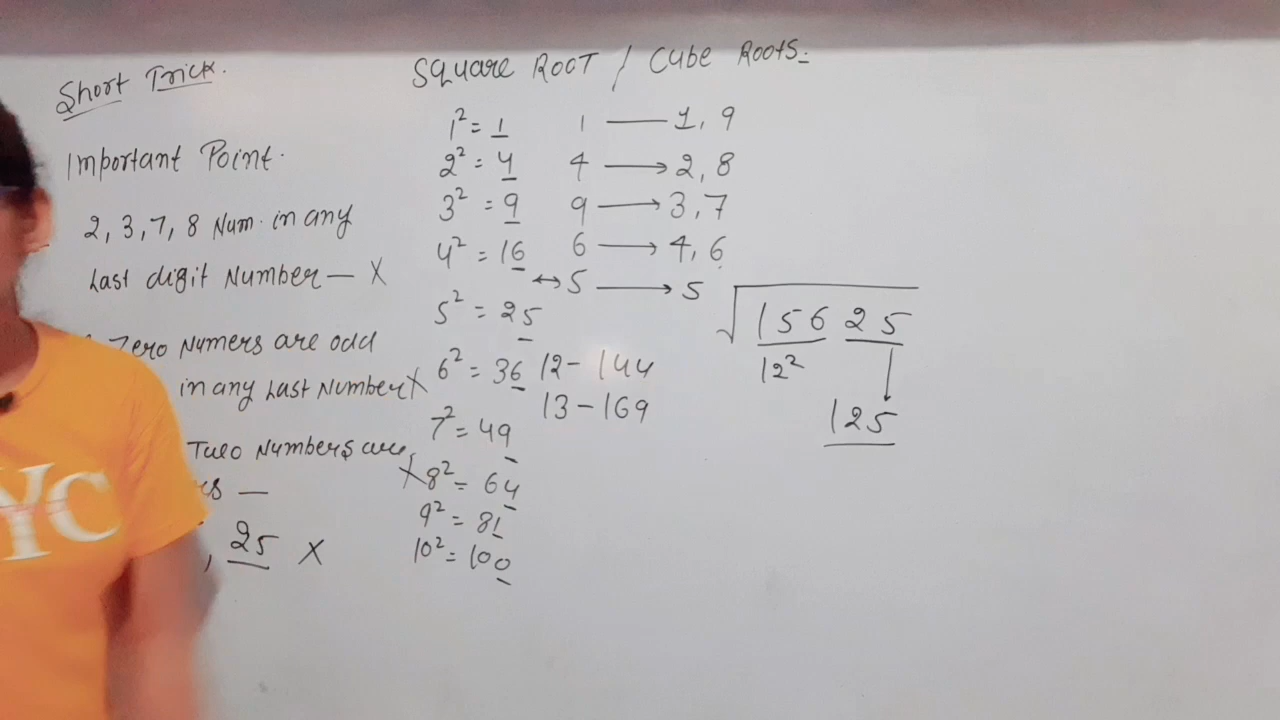 Short Trick.
Important Point.
2, 3, 7, 8 Num. in any
Last digit Number — X
Zero Numers are odd
in any Last Number X
Two Numbers are
—
, 25 X
SQUARE ROOT / Cube Roots.
1² = 1 1 — 1, 9
2² = 4 4 → 2, 8
3² = 9 9 → 3, 7
4² = 16 6 → 4, 6
↔ 5 → 5
5² = 25
6² = 36 12 - 144
13 - 169
7² = 49
X 8² = 64
9² = 81
10² = 100
√15625
12²
125
YC